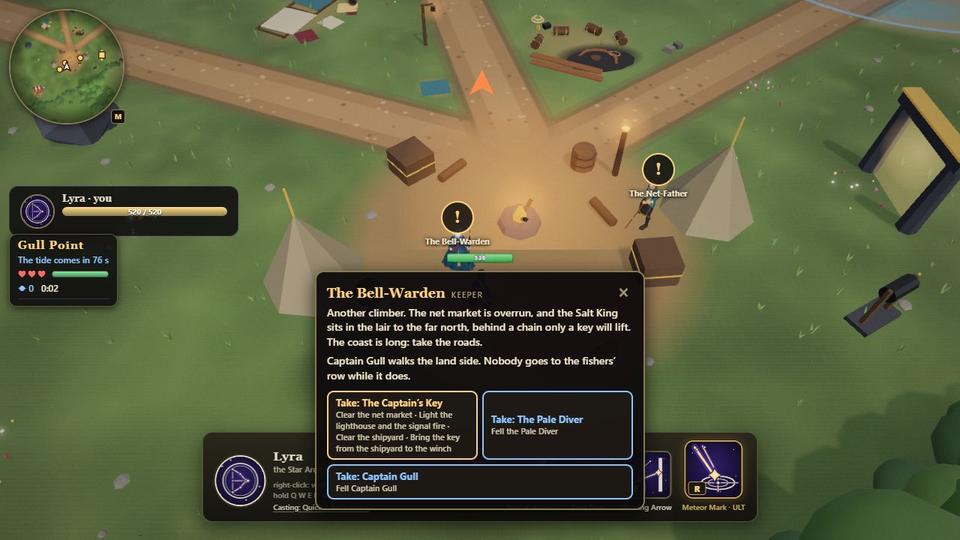 M
Lyra · you
520 / 520
Gull Point
The tide comes in 76 s
0 0:02
!
The Net-Father
!
The Bell-Warden
520
The Bell-Warden KEEPER
Another climber. The net market is overrun, and the Salt King
sits in the lair to the far north, behind a chain only a key will lift.
The coast is long: take the roads.
Captain Gull walks the land side. Nobody goes to the fishers'
row while it does.
Take: The Captain's Key
Clear the net market · Light the
lighthouse and the signal fire ·
Clear the shipyard · Bring the key
from the shipyard to the winch
Take: The Pale Diver
Fell the Pale Diver
Take: Captain Gull
Fell Captain Gull
Lyra
the Star
right-click:
hold Q W E
Casting:
Arrow
R
Meteor Mark · ULT